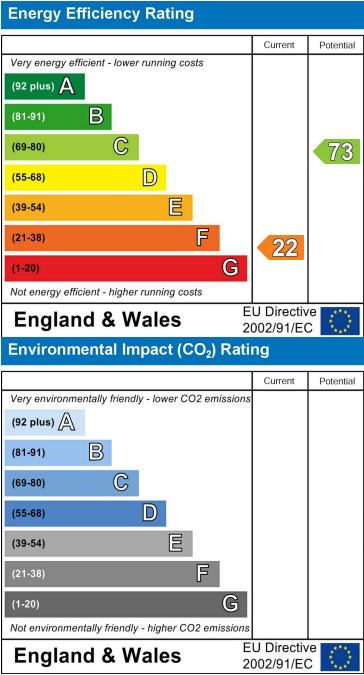 Energy Efficiency Rating
Current Potential
Very energy efficient - lower running costs
(92 plus) A
(81-91) B
(69-80) C
73
(55-68) D
(39-54) E
(21-38) F
22
(1-20) G
Not energy efficient - higher running costs
England & Wales
EU Directive
2002/91/EC
Environmental Impact (CO₂) Rating
Current Potential
Very environmentally friendly - lower CO2 emissions
(92 plus) A
(81-91) B
(69-80) C
(55-68) D
(39-54) E
(21-38) F
(1-20) G
Not environmentally friendly - higher CO2 emissions
England & Wales
EU Directive
2002/91/EC